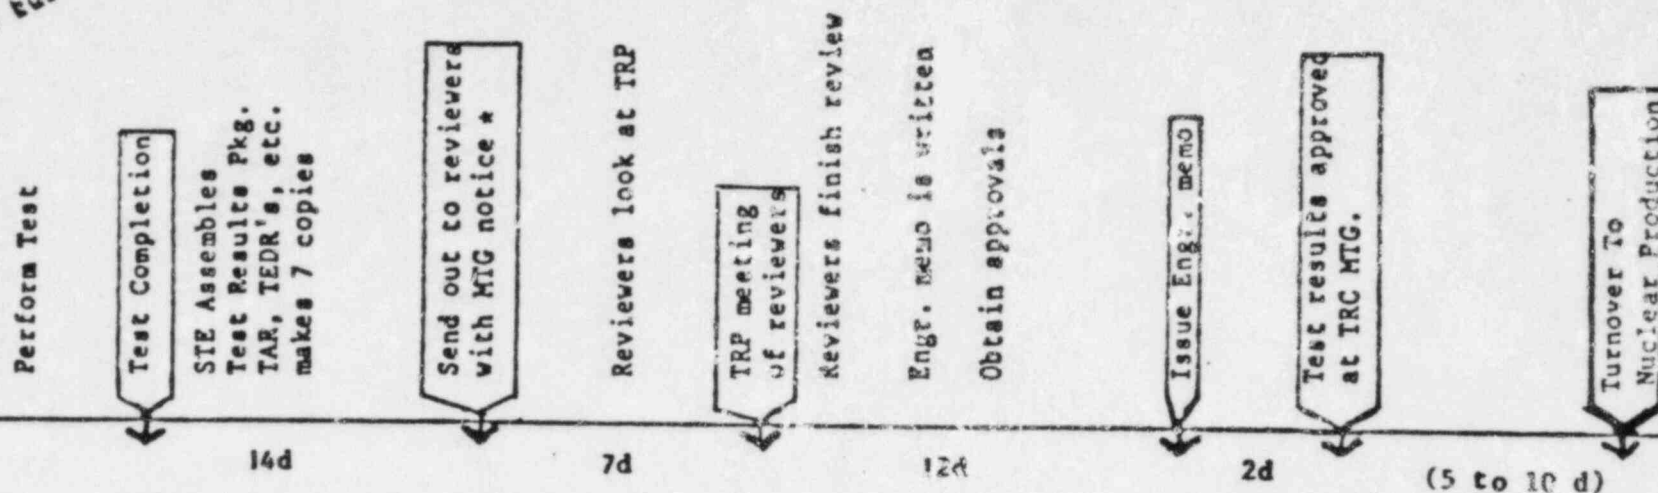 Perform Test
Test Completion
STE Assembles
Test Results Pkg.
TAR, TEDR's, etc.
makes 7 copies
Send out to reviewers
with MTG notice *
Reviewers look at TRP
TRP meeting
of reviewers
Reviewers finish review
Engr. memo is written
Obtain approvals
Issue Engr. memo
Test results approved
at TRC MTG.
Turnover To
Nuclear Production
14d
7d
12d
2d
(5 to 10 d)